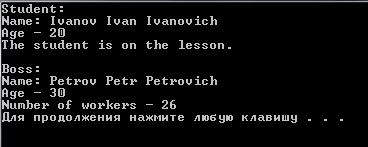 Student:
Name: Ivanov Ivan Ivanovich
Age - 20
The student is on the lesson.
Boss:
Name: Petrov Petr Petrovich
Age - 30
Number of workers - 26
Для продолжения нажмите любую клавишу . . .